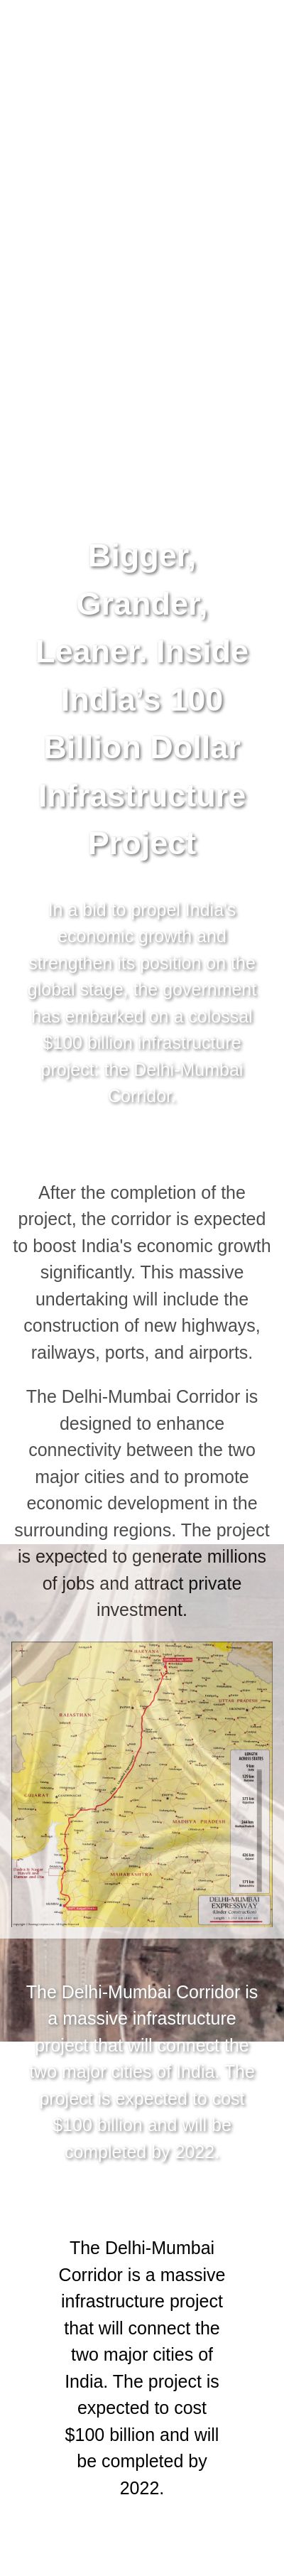 Bigger,
Grander,
Leaner. Inside
India's 100
Billion Dollar
Infrastructure
Project
In a bid to propel India's
economic growth and
strengthen its position on the
global stage, the government
has embarked on a colossal
$100 billion infrastructure
project: the Delhi-Mumbai
Corridor.
After the completion of the
project, the corridor is expected
to boost India's economic growth
significantly. This massive
undertaking will include the
construction of new highways,
railways, ports, and airports.
The Delhi-Mumbai Corridor is
designed to enhance
connectivity between the two
major cities and to promote
economic development in the
surrounding regions. The project
is expected to generate millions
of jobs and attract private
investment.
HARYANA
UTTAR PRADESH
RAJASTHAN
LENGTH
ACROSS STATES
GUJARAT
MADHYA PRADESH
MAHARASHTRA
DELHI-MUMBAI
EXPRESSWAY
(Under Construction)
The Delhi-Mumbai Corridor is
a massive infrastructure
project that will connect the
two major cities of India. The
project is expected to cost
$100 billion and will be
completed by 2022.
The Delhi-Mumbai
Corridor is a massive
infrastructure project
that will connect the
two major cities of
India. The project is
expected to cost
$100 billion and will
be completed by
2022.